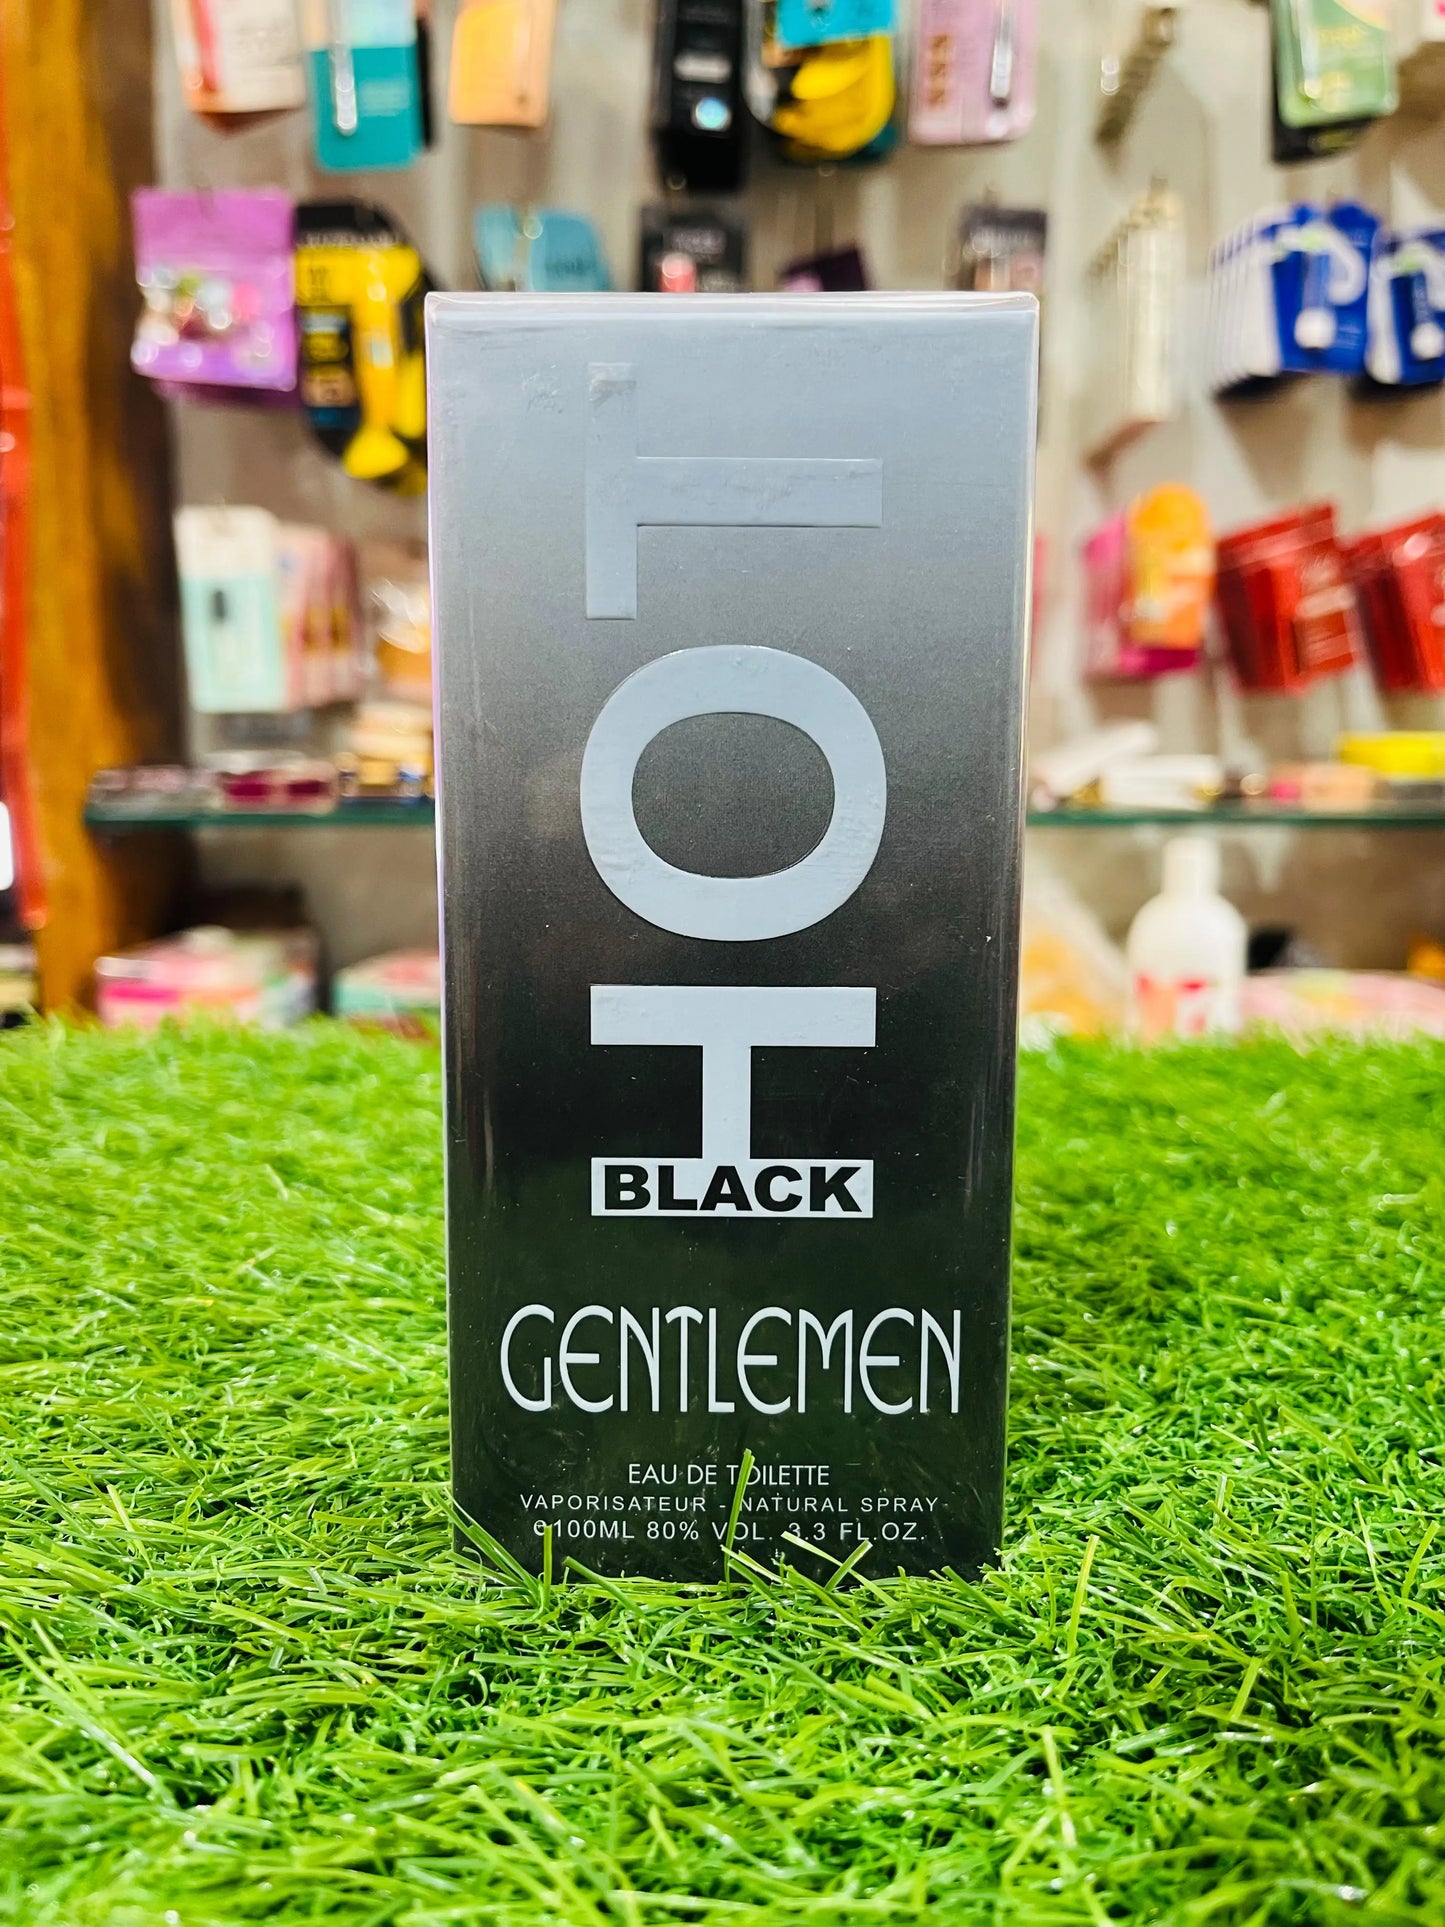 HOT
BLACK
GENTLEMEN
EAU DE TOILETTE
VAPORISATEUR - NATURAL SPRAY
℮100ML 80% VOL. 3.3 FL.OZ.